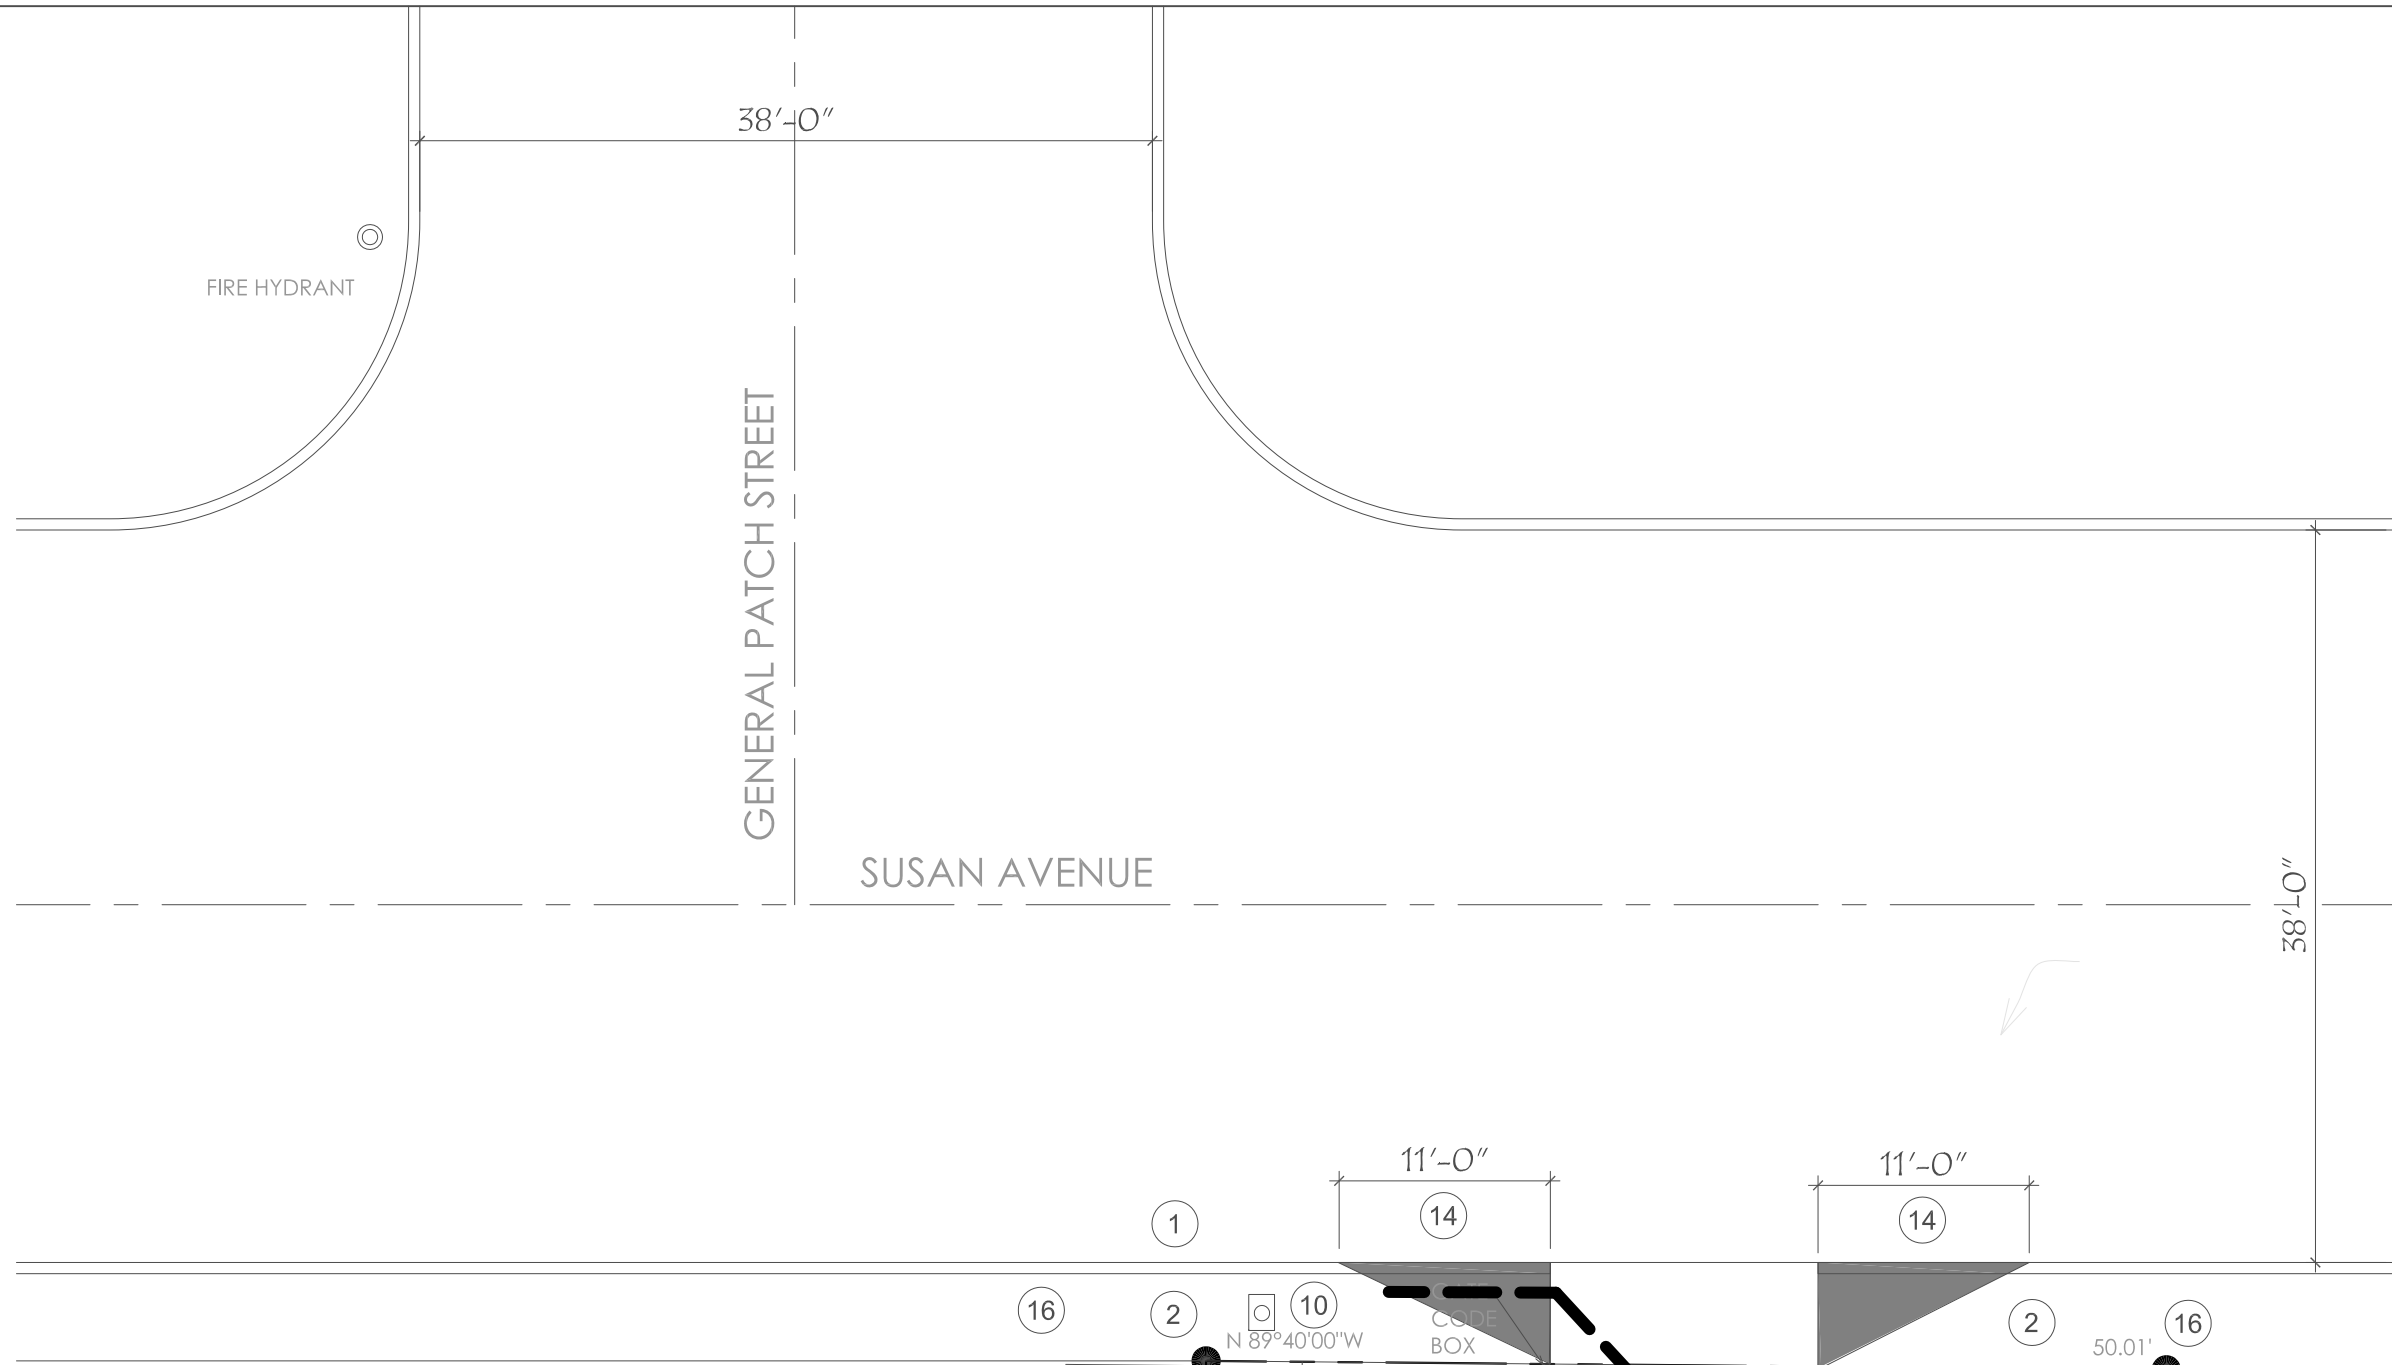 38'-0"
FIRE HYDRANT
GENERAL PATCH STREET
SUSAN AVENUE
38'-0"
11'-0"
11'-0"
14
14
1
16
2
10
GATE
CODE
BOX
N 89°40'00"W
2
16
50.01'